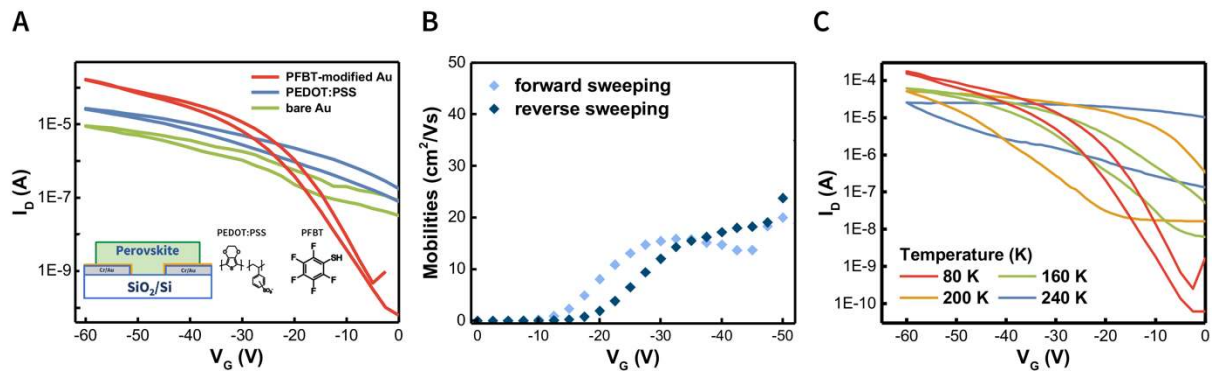 A
PFBT-modified Au
PEDOT:PSS
bare Au
1E-5
1E-7
1E-9
I_D (A)
PEDOT:PSS
PFBT
Perovskite
Cr/Au
Cr/Au
SiO₂/Si
F
SH
F
F
F
F
-60 -50 -40 -30 -20 -10 0
V_G (V)
B
forward sweeping
reverse sweeping
50
40
30
20
10
0
Mobilities (cm²/Vs)
0 -10 -20 -30 -40 -50
V_G (V)
C
1E-4
1E-5
1E-6
1E-7
1E-8
1E-9
1E-10
I_D (A)
Temperature (K)
80 K 160 K
200 K 240 K
-60 -50 -40 -30 -20 -10 0
V_G (V)